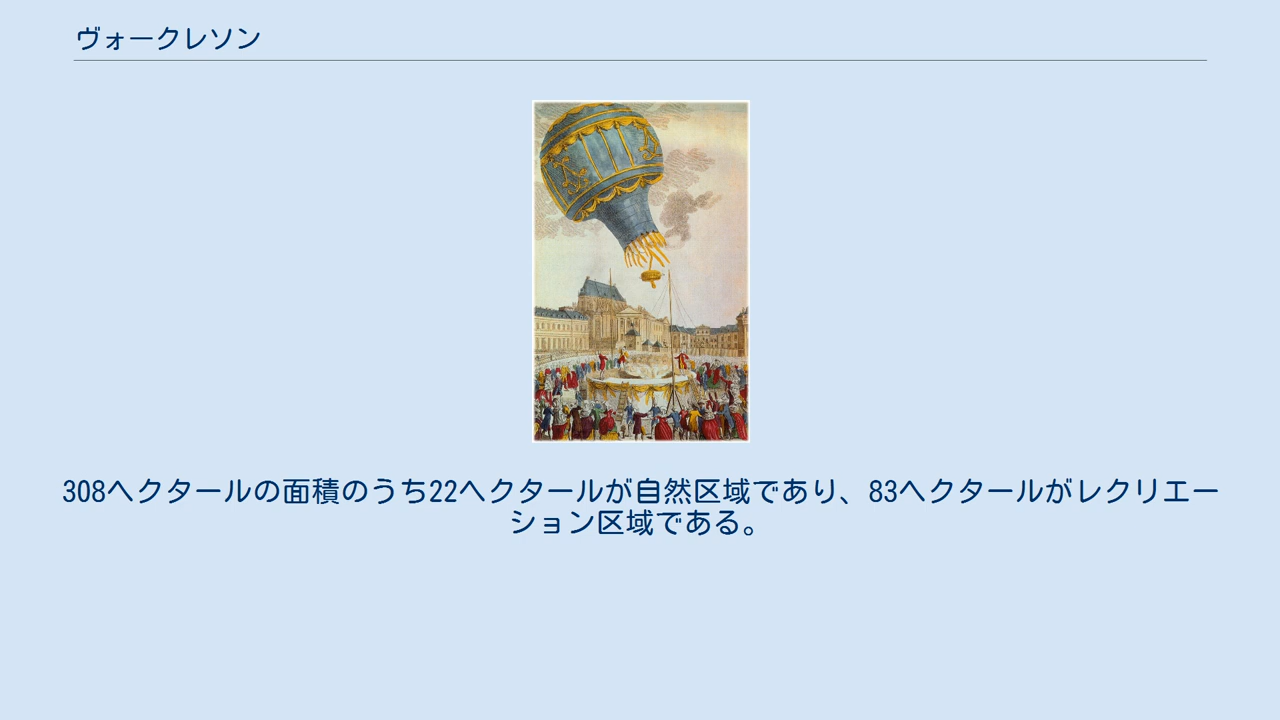 ヴォークレソン
308ヘクタールの面積のうち22ヘクタールが自然区域であり、83ヘクタールがレクリエー
ション区域である。